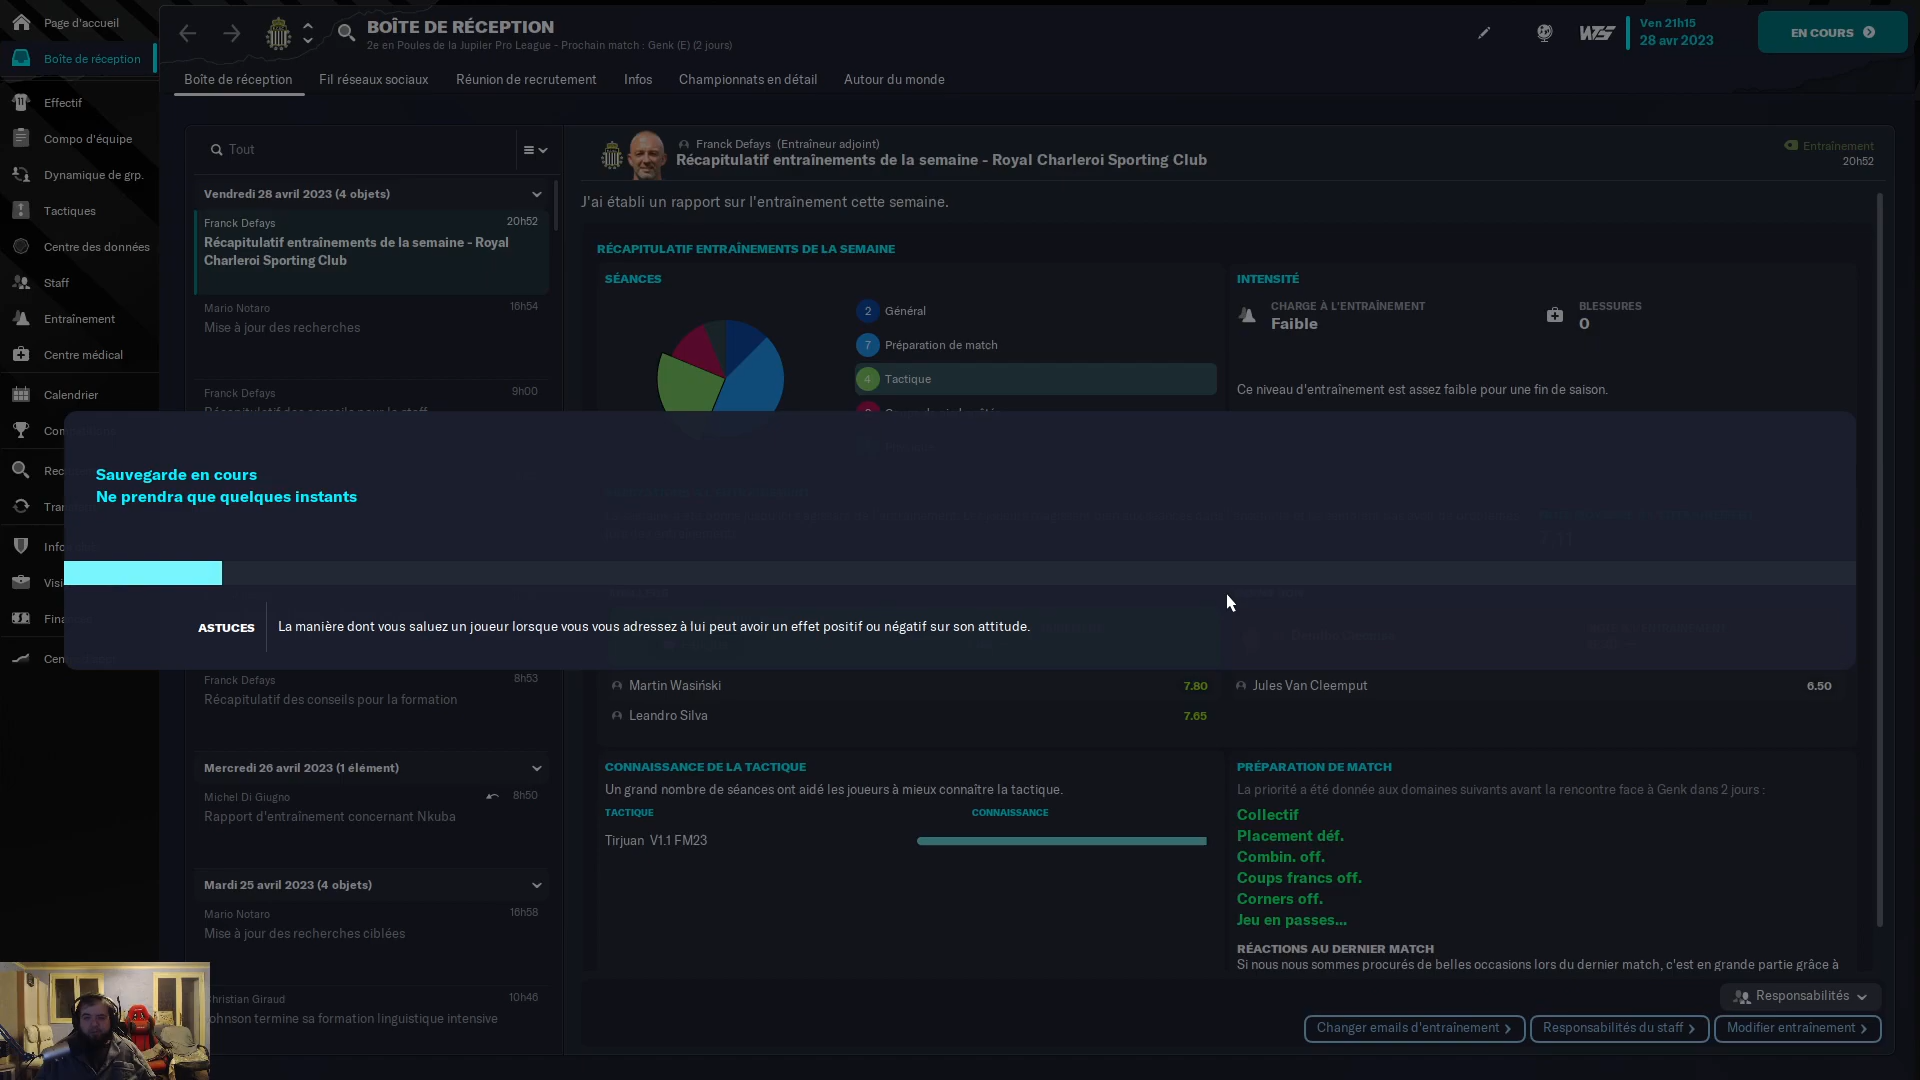 Page d'accueil
Boîte de réception
Effectif
Compo d'équipe
Dynamique de grp.
Tactiques
Centre des données
Staff
Entraînement
Centre médical
Calendrier
BOÎTE DE RÉCEPTION
2e en Poules de la Jupiler Pro League - Prochain match : Genk (E) (2 jours)
Ven 21h15
28 avr 2023
EN COURS
Boîte de réception
Fil réseaux sociaux
Réunion de recrutement
Infos
Championnats en détail
Autour du monde
Tout
Vendredi 28 avril 2023 (4 objets)
Franck Defays 20h52
Récapitulatif entraînements de la semaine - Royal
Charleroi Sporting Club
Mario Notaro 16h54
Mise à jour des recherches
Franck Defays 9h00
Franck Defays (Entraîneur adjoint)
Récapitulatif entraînements de la semaine - Royal Charleroi Sporting Club
Entraînement
20h52
J'ai établi un rapport sur l'entraînement cette semaine.
RÉCAPITULATIF ENTRAÎNEMENTS DE LA SEMAINE
SÉANCES
2 Général
7 Préparation de match
4 Tactique
INTENSITÉ
CHARGE À L'ENTRAÎNEMENT
Faible
BLESSURES
0
Ce niveau d'entraînement est assez faible pour une fin de saison.
Sauvegarde en cours
Ne prendra que quelques instants
ASTUCES
La manière dont vous saluez un joueur lorsque vous vous adressez à lui peut avoir un effet positif ou négatif sur son attitude.
Franck Defays 8h53
Récapitulatif des conseils pour la formation
Mercredi 26 avril 2023 (1 élément)
Michel Di Giugno 8h50
Rapport d'entraînement concernant Nkuba
Mardi 25 avril 2023 (4 objets)
Mario Notaro 16h58
Mise à jour des recherches ciblées
Christian Giraud 10h46
Johnson termine sa formation linguistique intensive
Martin Wasiński 7.80
Leandro Silva 7.65
Jules Van Cleemput 6.50
CONNAISSANCE DE LA TACTIQUE
Un grand nombre de séances ont aidé les joueurs à mieux connaître la tactique.
TACTIQUE CONNAISSANCE
Tirjuan V1.1 FM23
PRÉPARATION DE MATCH
La priorité a été donnée aux domaines suivants avant la rencontre face à Genk dans 2 jours :
Collectif
Placement déf.
Combin. off.
Coups francs off.
Corners off.
Jeu en passes...
RÉACTIONS AU DERNIER MATCH
Si nous nous sommes procurés de belles occasions lors du dernier match, c'est en grande partie grâce à
Responsabilités
Changer emails d'entraînement
Responsabilités du staff
Modifier entraînement